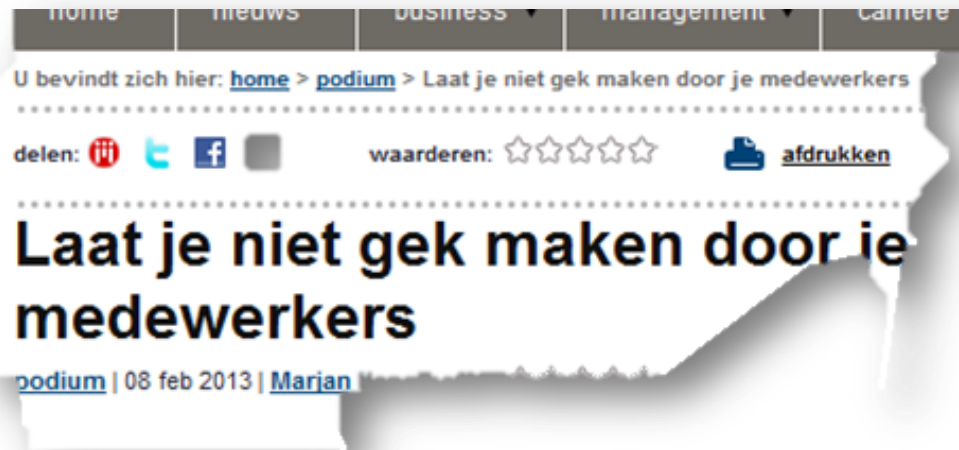 home nieuws business management carriere
U bevindt zich hier: home > podium > Laat je niet gek maken door je medewerkers
delen: waarderen: afdrukken
Laat je niet gek maken door je
medewerkers
podium | 08 feb 2013 | Marjan